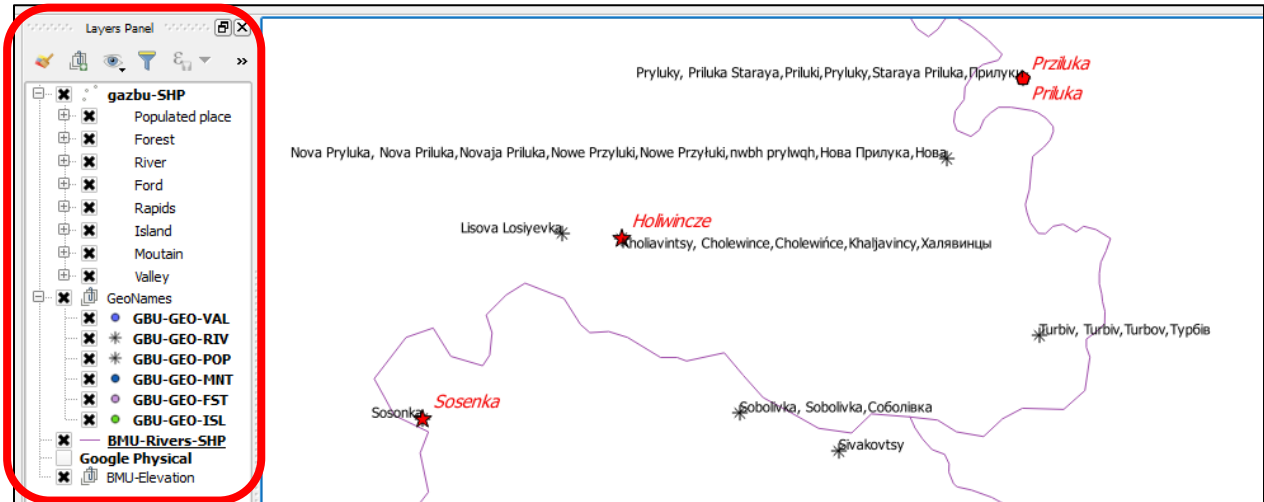 Layers Panel
gazbu-SHP
Populated place
Forest
River
Ford
Rapids
Island
Moutain
Valley
GeoNames
GBU-GEO-VAL
GBU-GEO-RIV
GBU-GEO-POP
GBU-GEO-MNT
GBU-GEO-FST
GBU-GEO-ISL
BMU-Rivers-SHP
Google Physical
BMU-Elevation
Prziluka
Pryluky, Priluka Staraya,Priluki,Pryluky,Staraya Priluka,Прилуки
Priluka
Nova Pryluka, Nova Priluka,Novaja Priluka,Nowe Przyluki,Nowe Przyłuki,nwbh prylwqh,Нова Прилука,Нова
Holiwincze
Lisova Losiyevka
Kholiavintsy, Cholewince,Cholewińce,Khaljavincy,Халявинцы
Turbiv, Turbiv,Turbov,Турбів
Sosenka
Sosonka
Sobolivka, Sobolivka,Соболівка
Sivakovtsy